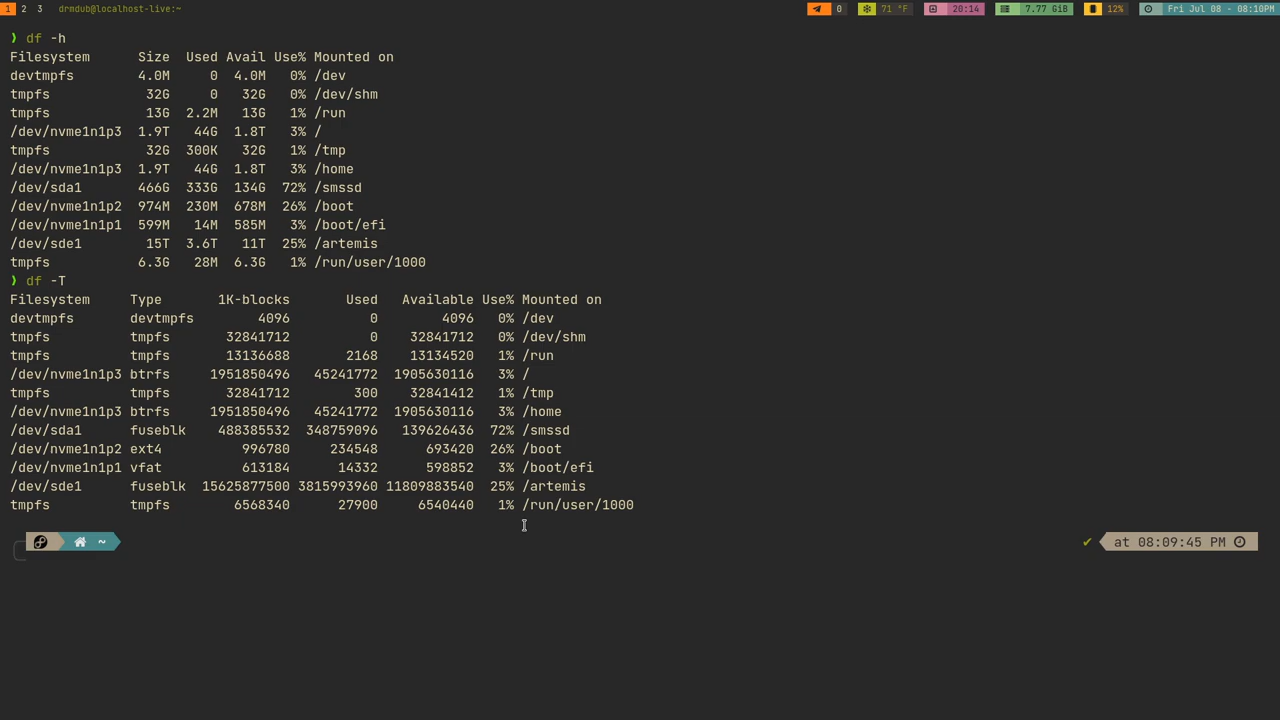 1 2 3 drmdub@localhost-live:~ 0 71 °F 20:14 7.77 GiB 12% Fri Jul 08 - 08:10PM
❯ df -h
Filesystem      Size  Used Avail Use% Mounted on
devtmpfs        4.0M     0  4.0M   0% /dev
tmpfs            32G     0   32G   0% /dev/shm
tmpfs            13G  2.2M   13G   1% /run
/dev/nvme1n1p3  1.9T   44G  1.8T   3% /
tmpfs            32G  300K   32G   1% /tmp
/dev/nvme1n1p3  1.9T   44G  1.8T   3% /home
/dev/sda1       466G  333G  134G  72% /smssd
/dev/nvme1n1p2  974M  230M  678M  26% /boot
/dev/nvme1n1p1  599M   14M  585M   3% /boot/efi
/dev/sde1        15T  3.6T   11T  25% /artemis
tmpfs           6.3G   28M  6.3G   1% /run/user/1000
❯ df -T
Filesystem     Type       1K-blocks       Used   Available Use% Mounted on
devtmpfs       devtmpfs        4096          0        4096   0% /dev
tmpfs          tmpfs       32841712          0    32841712   0% /dev/shm
tmpfs          tmpfs       13136688       2168    13134520   1% /run
/dev/nvme1n1p3 btrfs     1951850496   45241772  1905630116   3% /
tmpfs          tmpfs       32841712        300    32841412   1% /tmp
/dev/nvme1n1p3 btrfs     1951850496   45241772  1905630116   3% /home
/dev/sda1      fuseblk    488385532  348759096   139626436  72% /smssd
/dev/nvme1n1p2 ext4          996780     234548      693420  26% /boot
/dev/nvme1n1p1 vfat          613184      14332      598852   3% /boot/efi
/dev/sde1      fuseblk  15625877500 3815993960 11809883540  25% /artemis
tmpfs          tmpfs        6568340      27900     6540440   1% /run/user/1000
~ ✔ at 08:09:45 PM